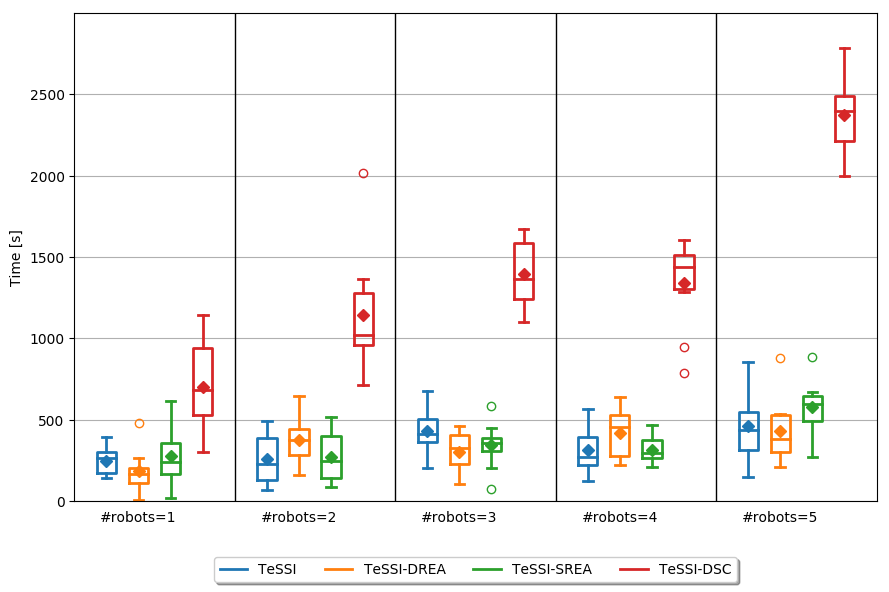 2500
2000
1500
1000
500
0
Time [s]
#robots=1 #robots=2 #robots=3 #robots=4 #robots=5
TeSSI TeSSI-DREA TeSSI-SREA TeSSI-DSC